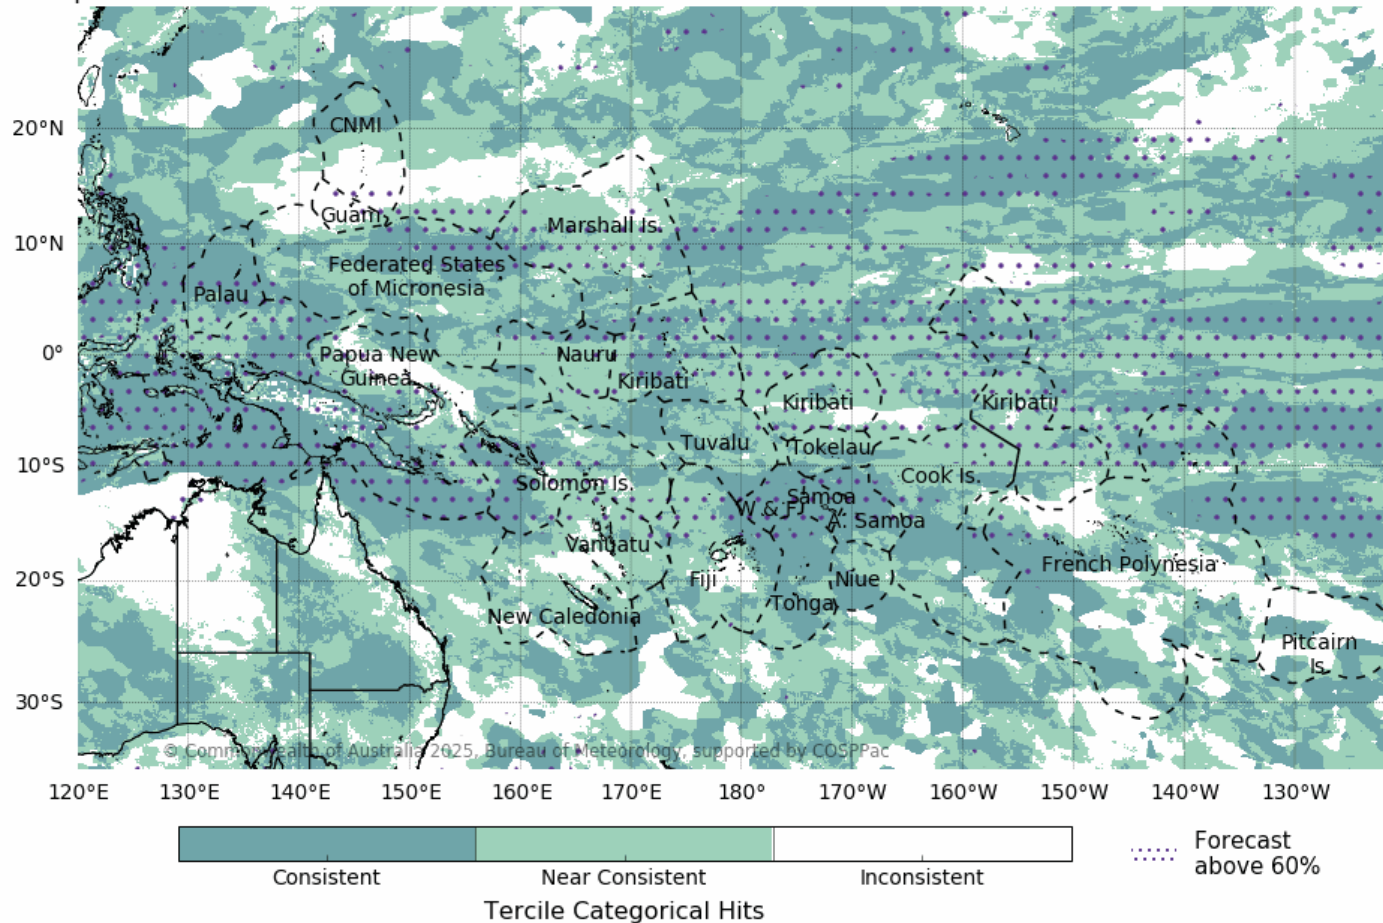 20°N
10°N
0°
10°S
20°S
30°S
CNMI
Guam
Marshall Is.
Federated States
of Micronesia
Palau
Papua New
Guinea
Nauru
Kiribati
Kiribati
Kiribati
Tuvalu
Tokelau
Cook Is.
Solomon Is.
Samoa
W & F
A. Samoa
Vanuatu
French Polynesia
Fiji
Niue
Tonga
New Caledonia
Pitcairn
Is.
© Commonwealth of Australia 2025, Bureau of Meteorology, supported by COSPPac
120°E 130°E 140°E 150°E 160°E 170°E 180° 170°W 160°W 150°W 140°W 130°W
Consistent Near Consistent Inconsistent
Tercile Categorical Hits
Forecast
above 60%